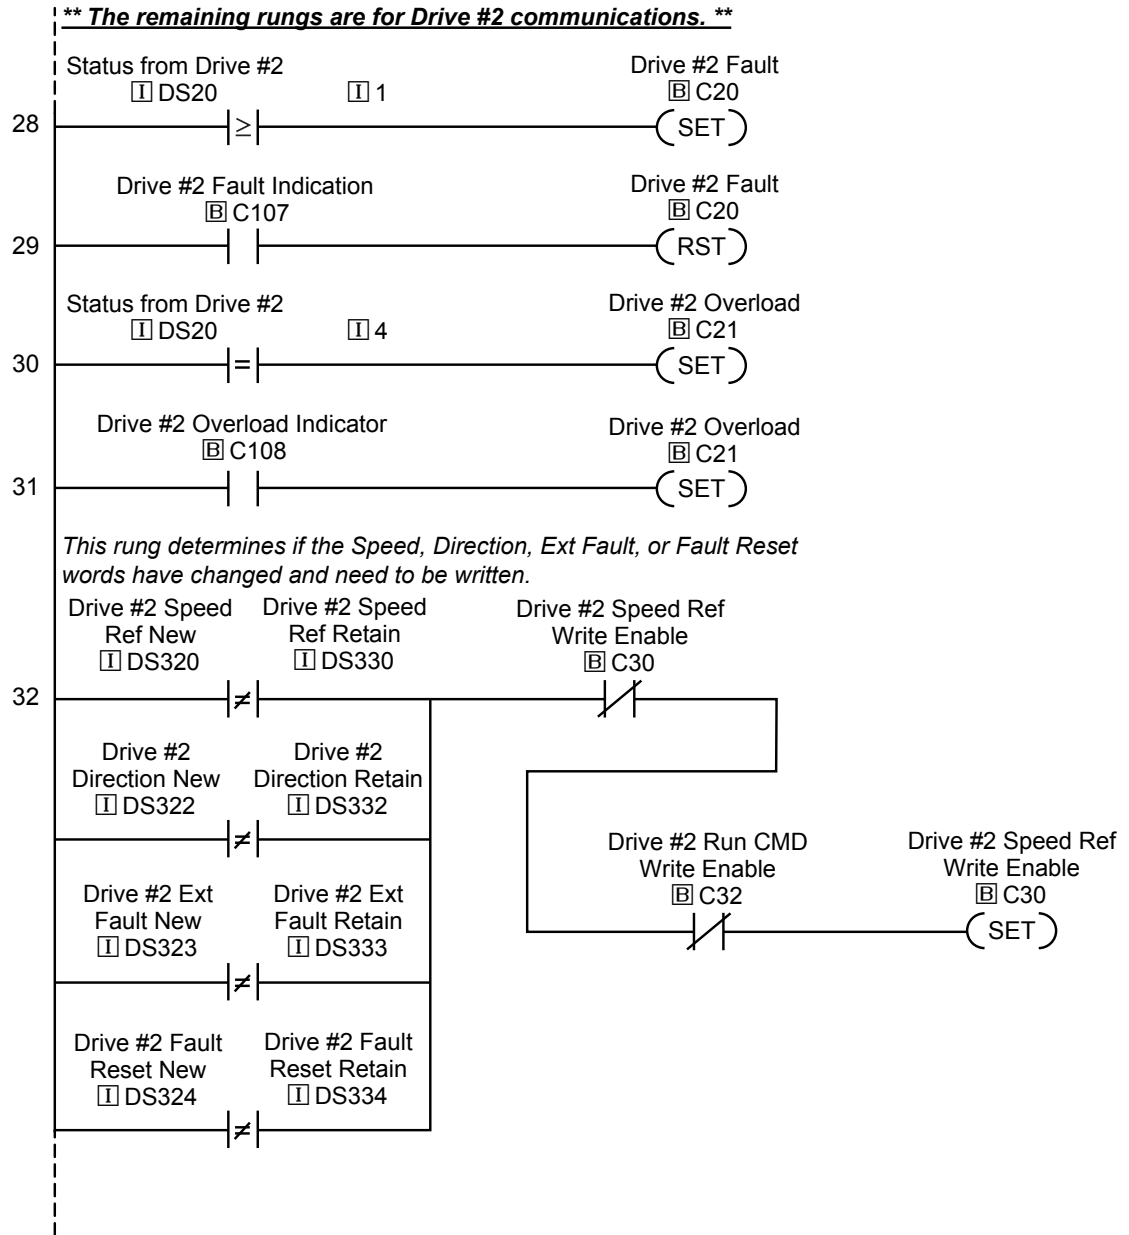 ** The remaining rungs are for Drive #2 communications. **
Status from Drive #2
I DS20
I 1
Drive #2 Fault
B C20
28
≥
SET
Drive #2 Fault Indication
B C107
Drive #2 Fault
B C20
29
RST
Status from Drive #2
I DS20
I 4
Drive #2 Overload
B C21
30
=
SET
Drive #2 Overload Indicator
B C108
Drive #2 Overload
B C21
31
SET
This rung determines if the Speed, Direction, Ext Fault, or Fault Reset
words have changed and need to be written.
Drive #2 Speed
Ref New
I DS320
Drive #2 Speed
Ref Retain
I DS330
Drive #2 Speed Ref
Write Enable
B C30
32
≠
Drive #2
Direction New
I DS322
Drive #2
Direction Retain
I DS332
≠
Drive #2 Run CMD
Write Enable
B C32
Drive #2 Speed Ref
Write Enable
B C30
SET
Drive #2 Ext
Fault New
I DS323
Drive #2 Ext
Fault Retain
I DS333
≠
Drive #2 Fault
Reset New
I DS324
Drive #2 Fault
Reset Retain
I DS334
≠